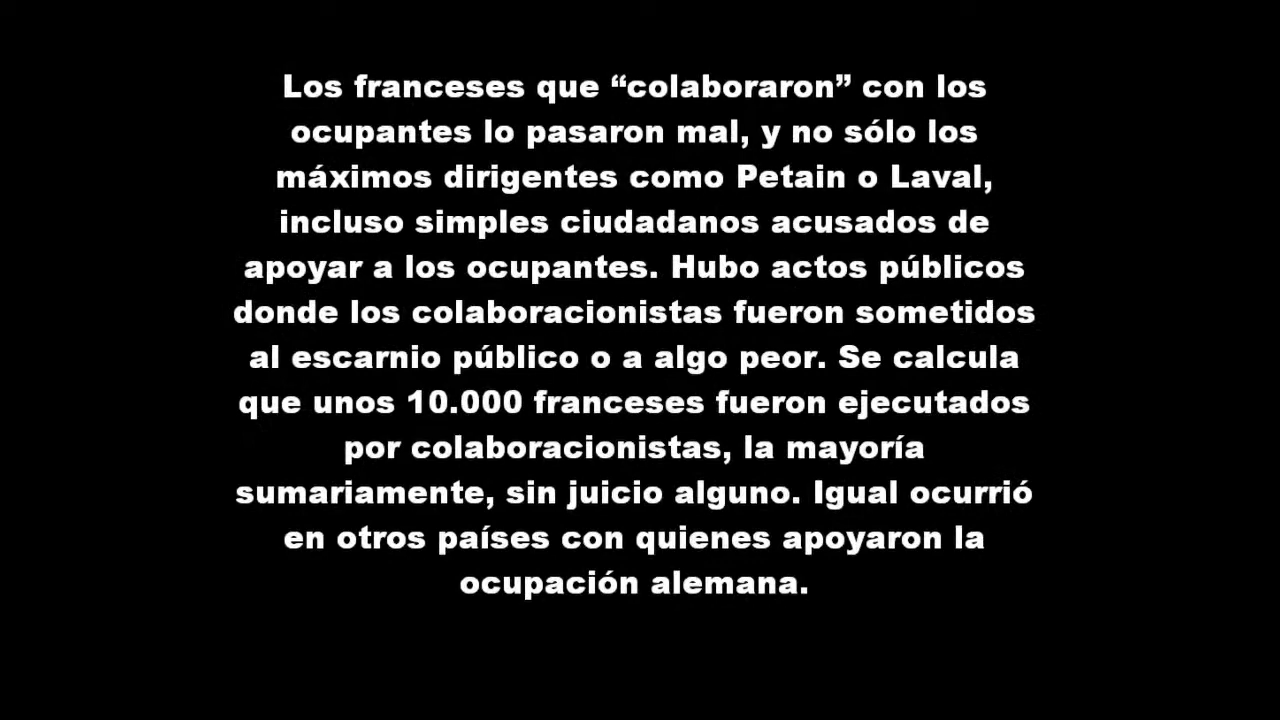 Los franceses que “colaboraron” con los
ocupantes lo pasaron mal, y no sólo los
máximos dirigentes como Petain o Laval,
incluso simples ciudadanos acusados de
apoyar a los ocupantes. Hubo actos públicos
donde los colaboracionistas fueron sometidos
al escarnio público o a algo peor. Se calcula
que unos 10.000 franceses fueron ejecutados
por colaboracionistas, la mayoría
sumariamente, sin juicio alguno. Igual ocurrió
en otros países con quienes apoyaron la
ocupación alemana.